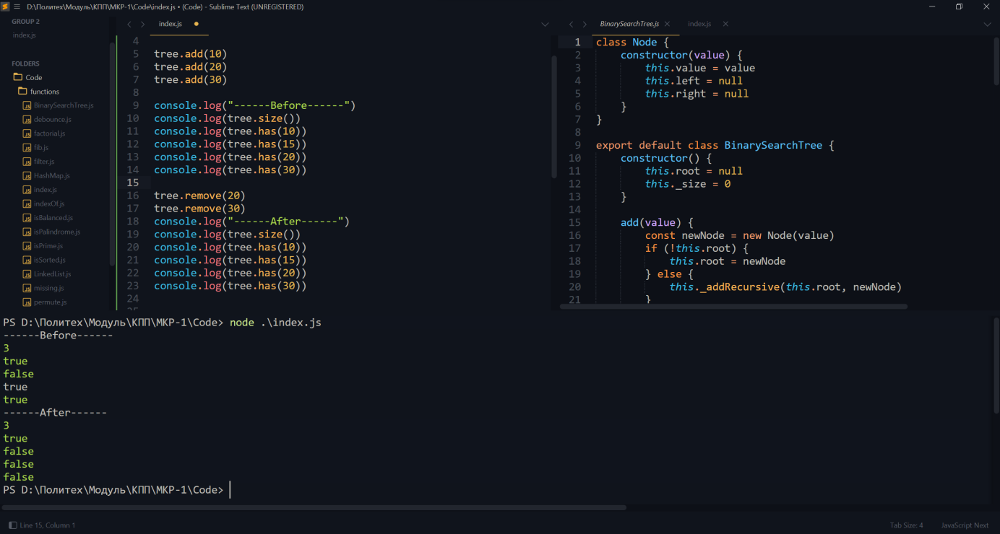 D:\Политех\Модуль\КПП\МКР-1\Code\index.js • (Code) - Sublime Text (UNREGISTERED)
GROUP 2
index.js
FOLDERS
Code
functions
BinarySearchTree.js
debounce.js
factorial.js
fib.js
filter.js
HashMap.js
index.js
indexOf.js
isBalanced.js
isPalindrome.js
isPrime.js
isSorted.js
LinkedList.js
missing.js
permute.js
index.js
4
5 tree.add(10)
6 tree.add(20)
7 tree.add(30)
8
9 console.log("------Before------")
10 console.log(tree.size())
11 console.log(tree.has(10))
12 console.log(tree.has(15))
13 console.log(tree.has(20))
14 console.log(tree.has(30))
15
16 tree.remove(20)
17 tree.remove(30)
18 console.log("------After------")
19 console.log(tree.size())
20 console.log(tree.has(10))
21 console.log(tree.has(15))
22 console.log(tree.has(20))
23 console.log(tree.has(30))
24
25
BinarySearchTree.js index.js
1 class Node {
2 constructor(value) {
3 this.value = value
4 this.left = null
5 this.right = null
6 }
7 }
8
9 export default class BinarySearchTree {
10 constructor() {
11 this.root = null
12 this._size = 0
13 }
14
15 add(value) {
16 const newNode = new Node(value)
17 if (!this.root) {
18 this.root = newNode
19 } else {
20 this._addRecursive(this.root, newNode)
21 }
PS D:\Политех\Модуль\КПП\МКР-1\Code> node .\index.js
------Before------
3
true
false
true
true
------After------
3
true
false
false
false
PS D:\Политех\Модуль\КПП\МКР-1\Code>
Line 15, Column 1
Tab Size: 4
JavaScript Next